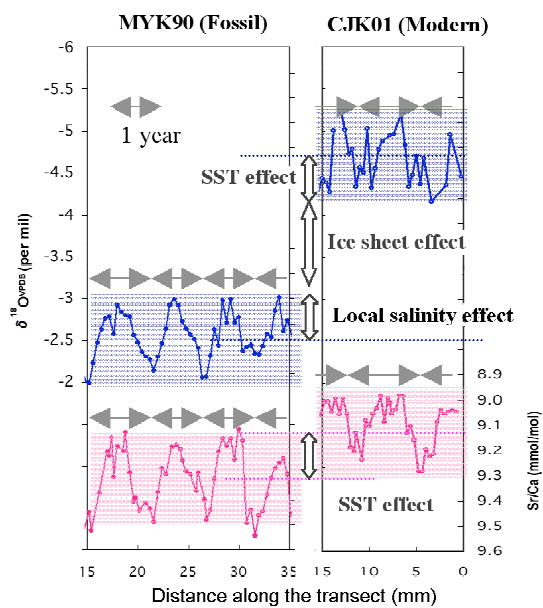 MYK90 (Fossil) CJK01 (Modern)
-6
-5.5
-5
-4.5
-4
-3.5
-3
-2.5
-2
δ ¹⁸O VPDB (per mil)
1 year
SST effect
Ice sheet effect
Local salinity effect
8.9
9.0
9.1
9.2
9.3
9.4
9.5
9.6
Sr/Ca (mmol/mol)
SST effect
15 20 25 30 35 15 10 5 0
Distance along the transect (mm)